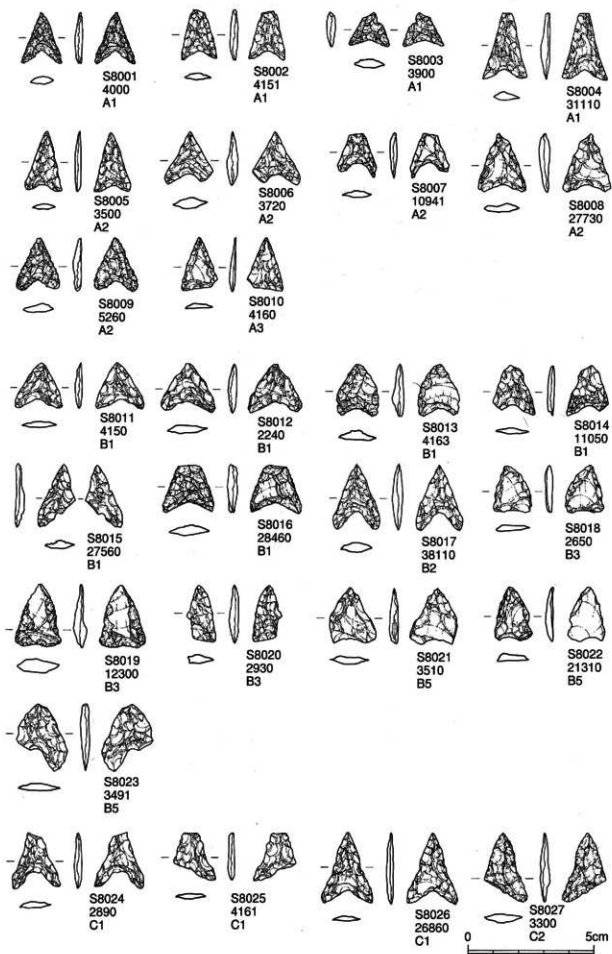 S8001
4000
A1
S8002
4151
A1
S8003
3900
A1
S8004
31110
A1
S8005
3500
A2
S8006
3720
A2
S8007
10941
A2
S8008
27730
A2
S8009
5260
A2
S8010
4160
A3
S8011
4150
B1
S8012
2240
B1
S8013
4163
B1
S8014
11050
B1
S8015
27560
B1
S8016
28460
B1
S8017
38110
B2
S8018
2650
B3
S8019
12300
B3
S8020
2930
B3
S8021
3510
B5
S8022
21310
B5
S8023
3491
B5
S8024
2890
C1
S8025
4161
C1
S8026
26860
C1
S8027
3300
C2
0 5cm